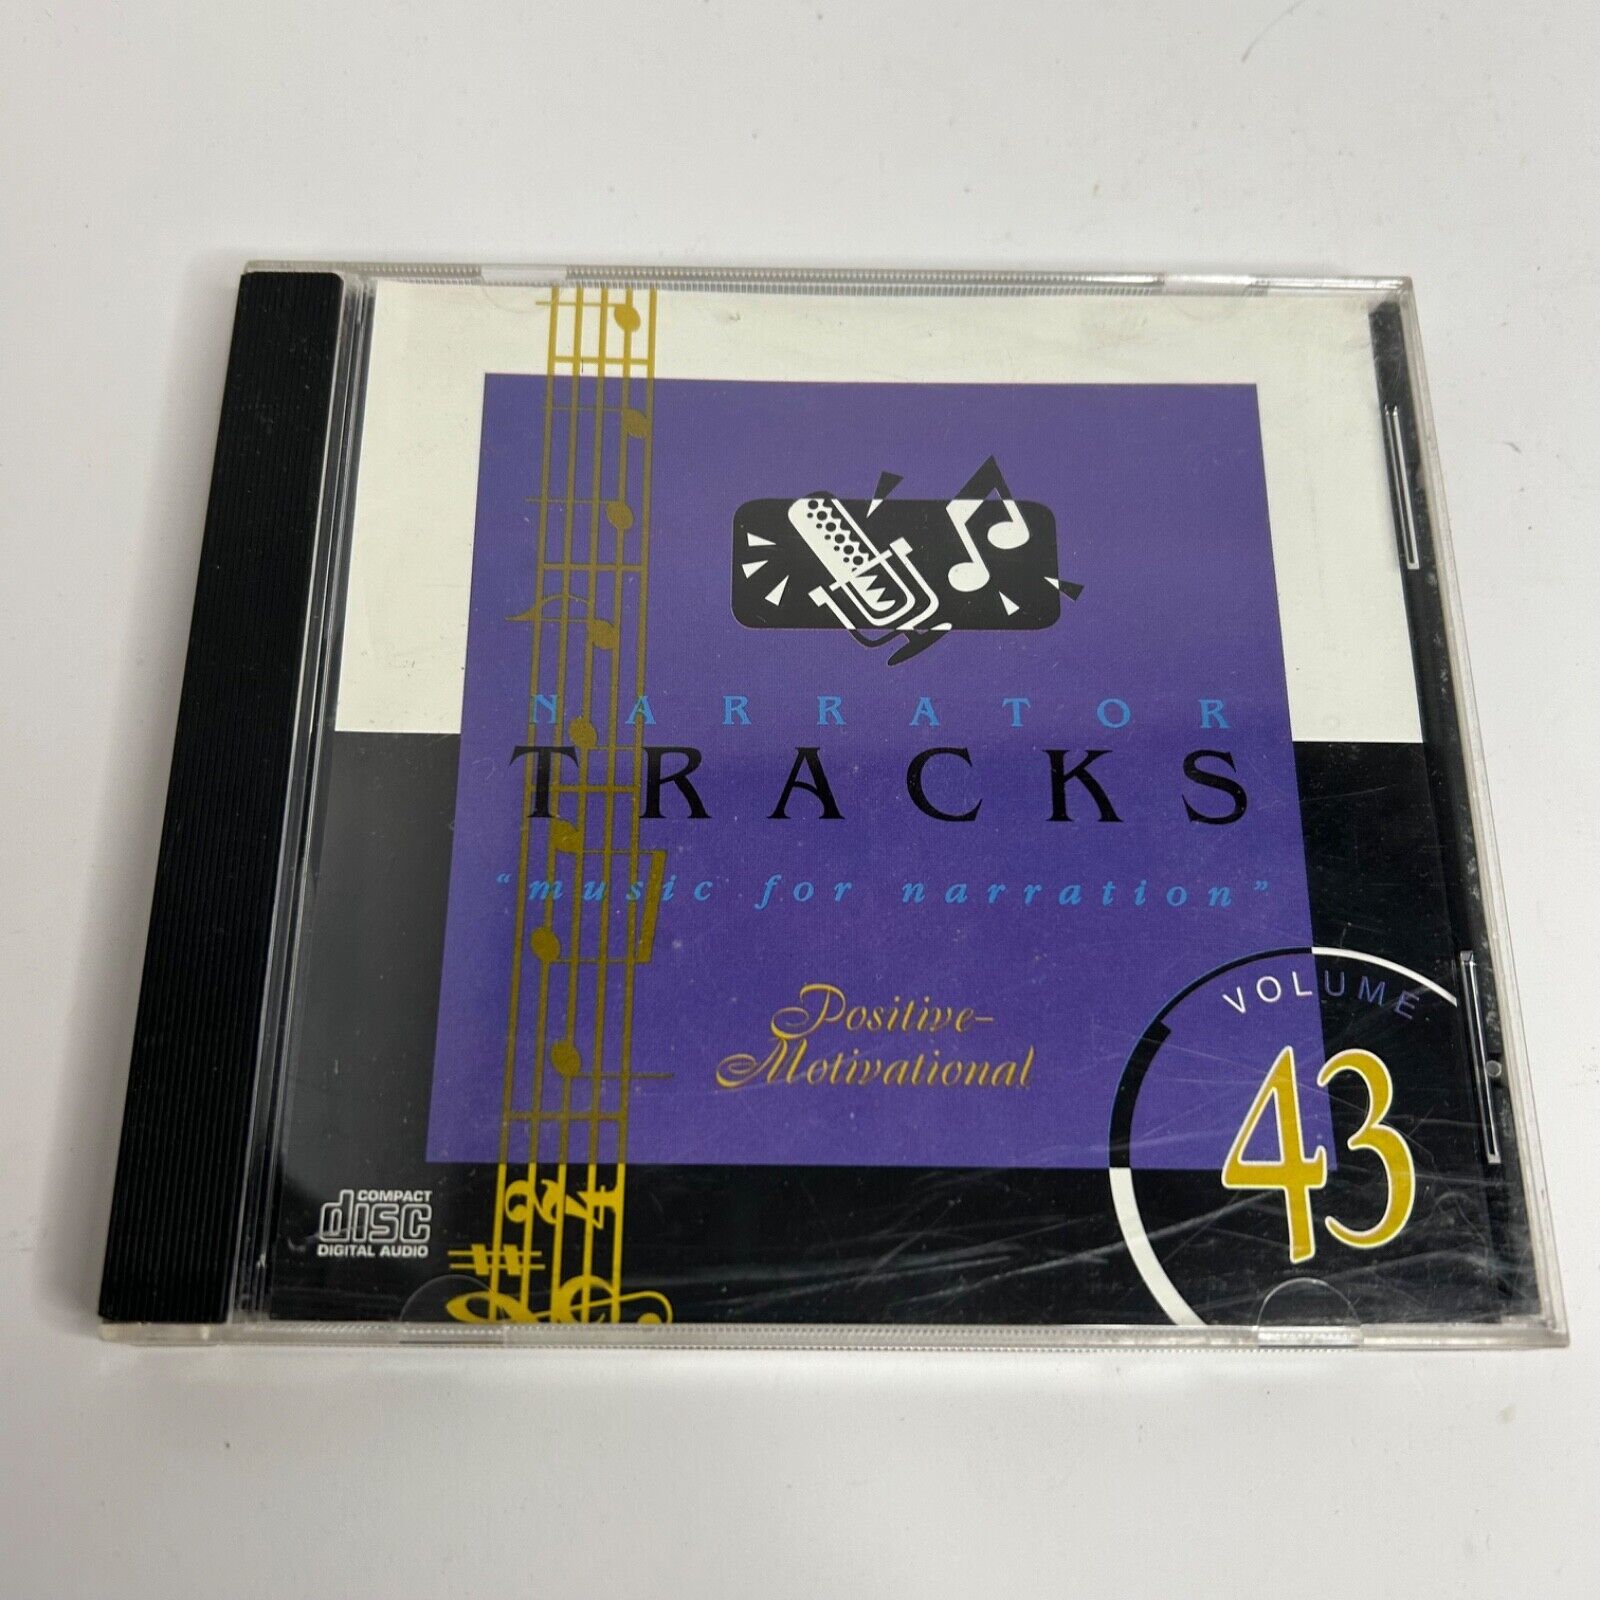 NARRATOR
TRACKS
"music for narration"
Positive-
Motivational
VOLUME
43
COMPACT
disc
DIGITAL AUDIO